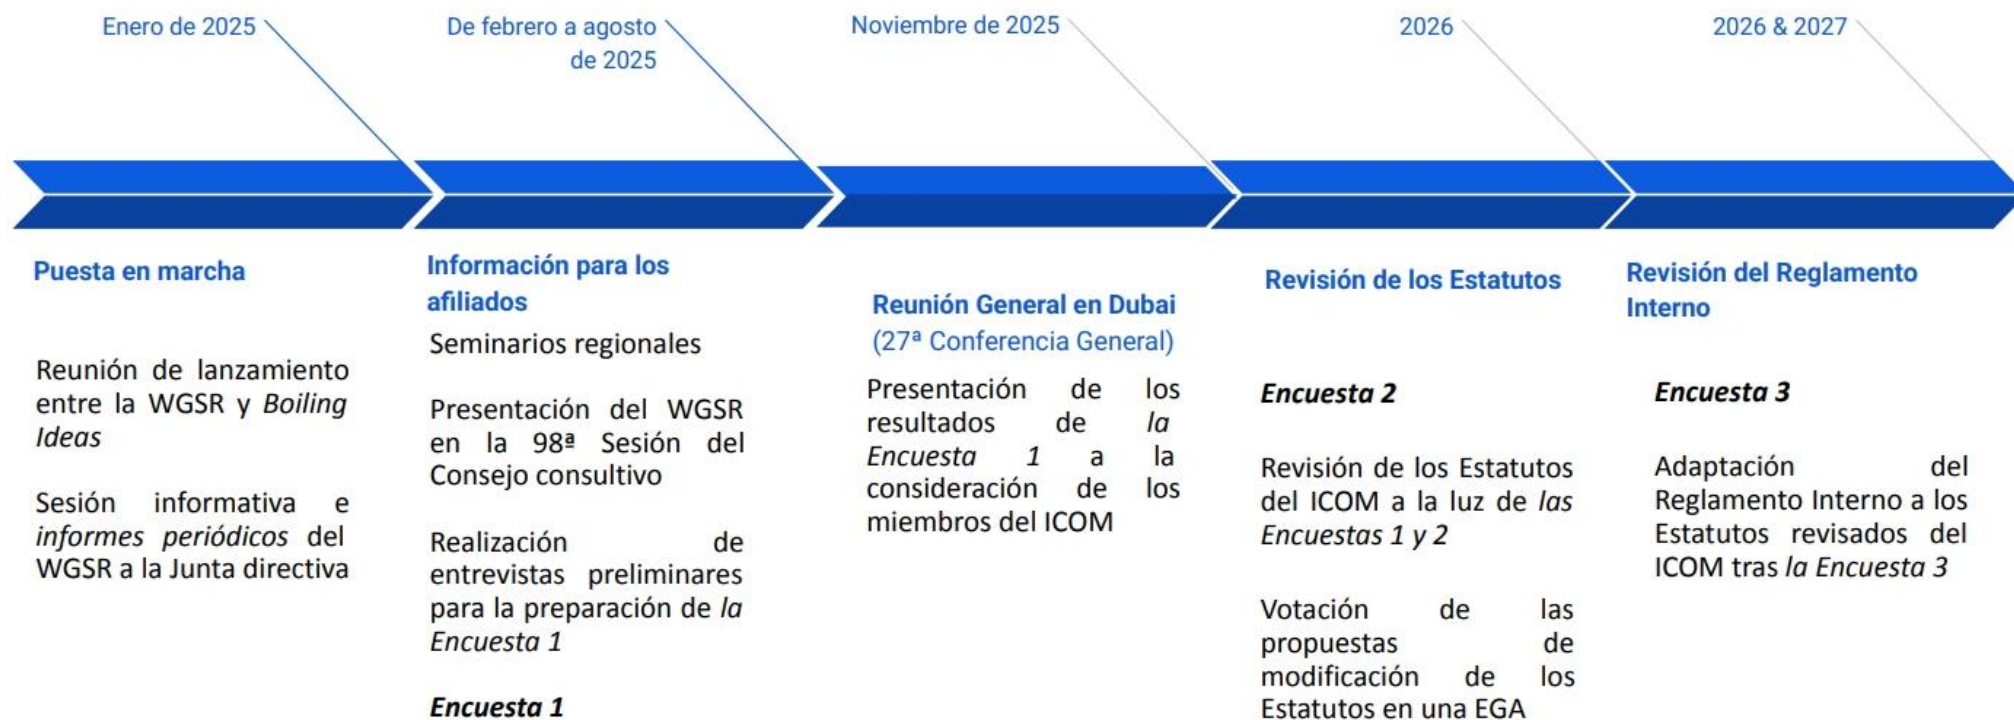 Enero de 2025
De febrero a agosto
de 2025
Noviembre de 2025
2026
2026 & 2027
Puesta en marcha
Reunión de lanzamiento
entre la WGSR y Boiling
Ideas
Sesión informativa e
informes periódicos del
WGSR a la Junta directiva
Información para los
afiliados
Seminarios regionales
Presentación del WGSR
en la 98ª Sesión del
Consejo consultivo
Realización de
entrevistas preliminares
para la preparación de la
Encuesta 1
Encuesta 1
Reunión General en Dubai
(27ª Conferencia General)
Presentación de los
resultados de la
Encuesta 1 a la
consideración de los
miembros del ICOM
Revisión de los Estatutos
Encuesta 2
Revisión de los Estatutos
del ICOM a la luz de las
Encuestas 1 y 2
Votación de las
propuestas de
modificación de los
Estatutos en una EGA
Revisión del Reglamento
Interno
Encuesta 3
Adaptación del
Reglamento Interno a los
Estatutos revisados del
ICOM tras la Encuesta 3